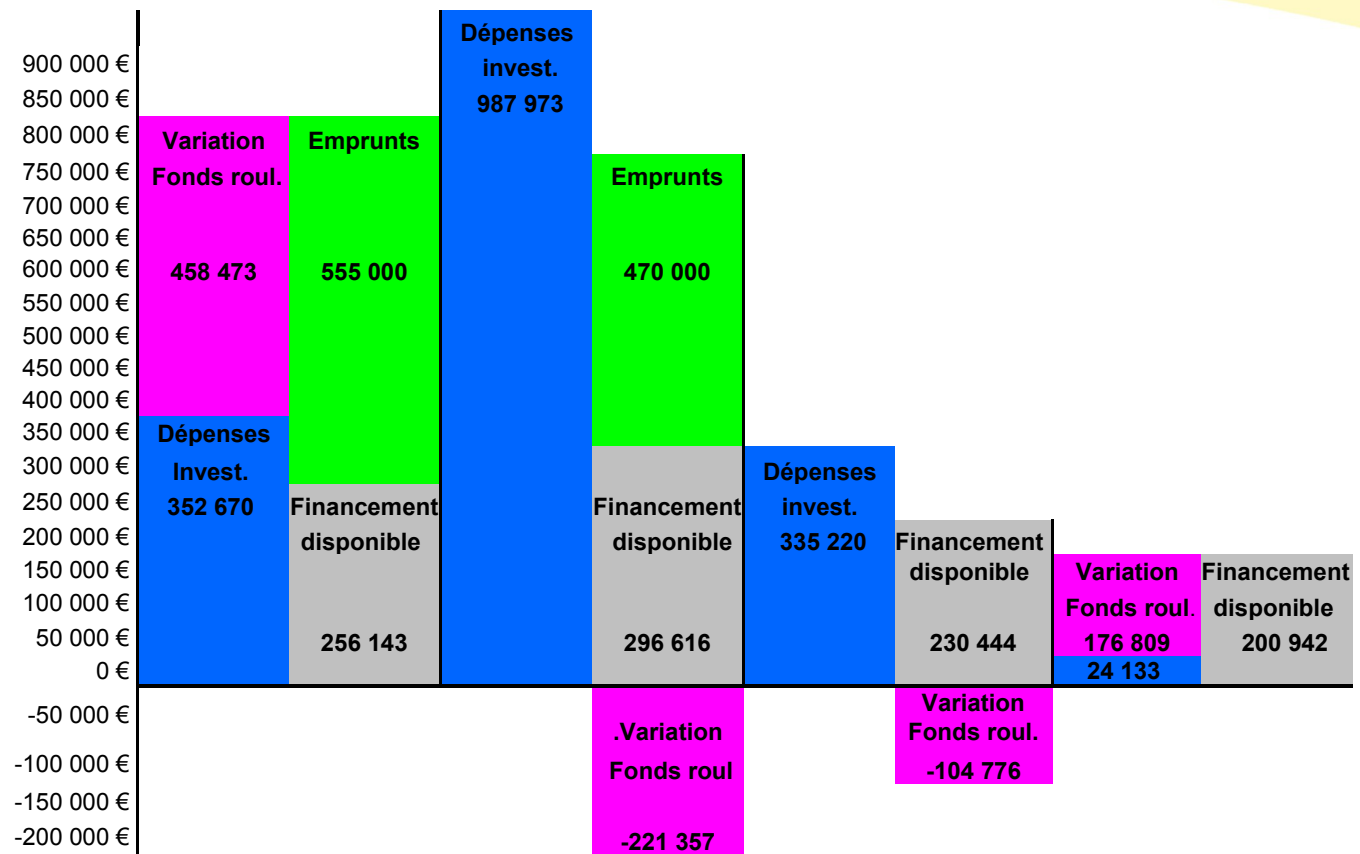 900 000 €
850 000 €
800 000 €
750 000 €
700 000 €
650 000 €
600 000 €
550 000 €
500 000 €
450 000 €
400 000 €
350 000 €
300 000 €
250 000 €
200 000 €
150 000 €
100 000 €
50 000 €
0 €
-50 000 €
-100 000 €
-150 000 €
-200 000 €
Variation
Fonds roul.
458 473
Dépenses
Invest.
352 670
Emprunts
555 000
Financement
disponible
256 143
Dépenses
invest.
987 973
Emprunts
470 000
Financement
disponible
296 616
.Variation
Fonds roul
-221 357
Dépenses
invest.
335 220
Financement
disponible
230 444
Variation
Fonds roul.
-104 776
Variation
Fonds roul.
176 809
24 133
Financement
disponible
200 942